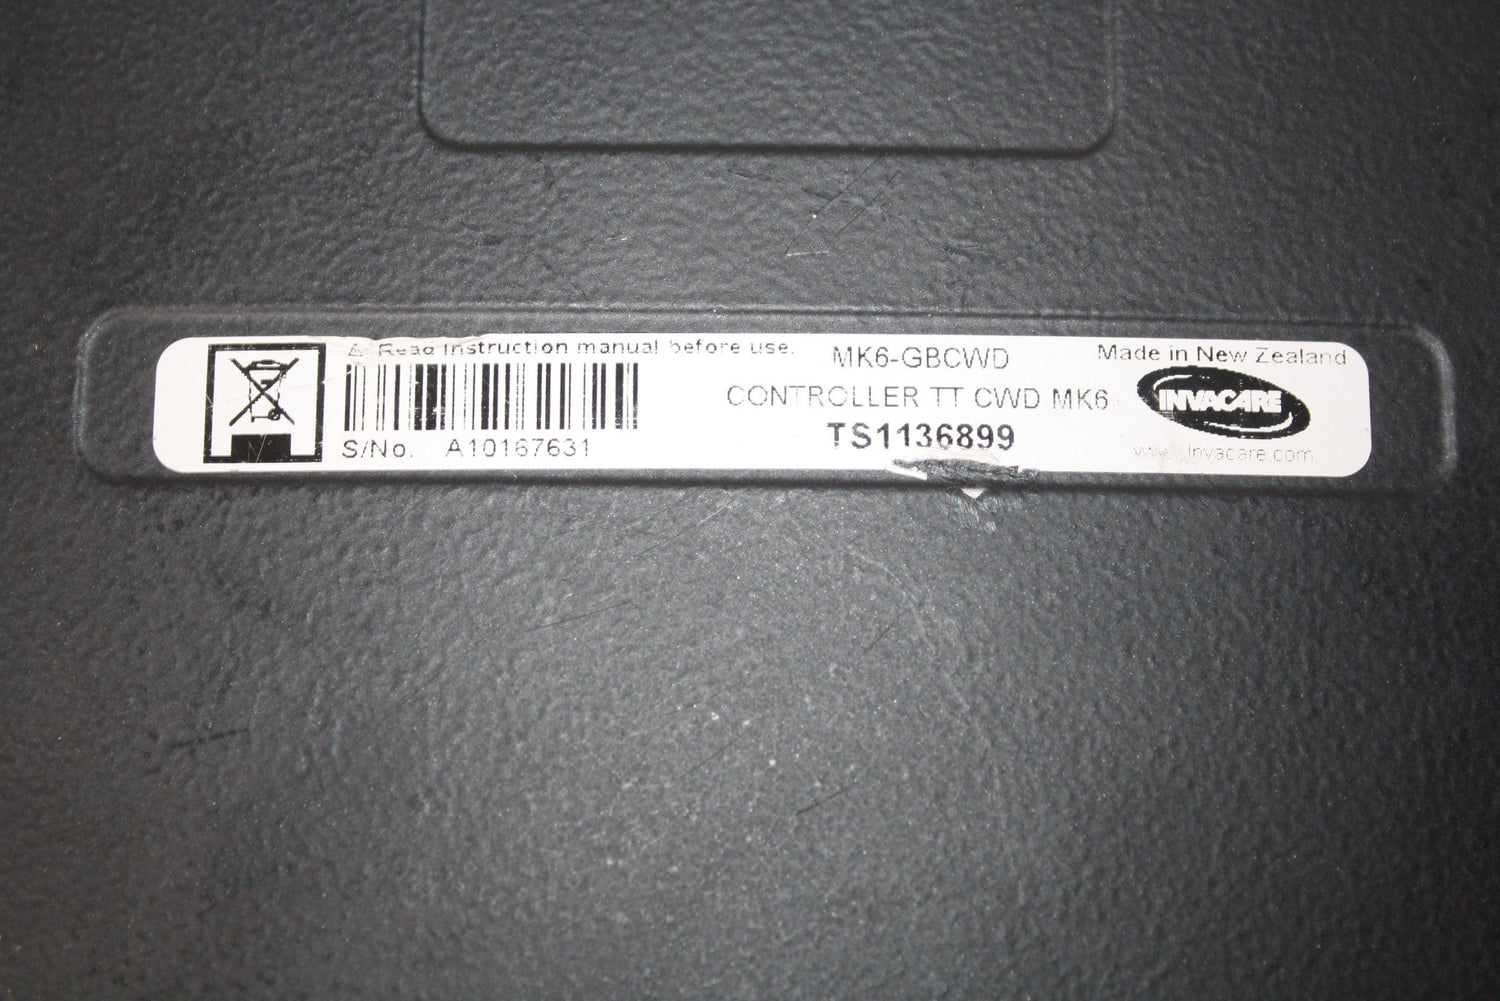 ⚠ Read instruction manual before use.
S/No. A10167631
MK6-GBCWD
CONTROLLER TT CWD MK6
TS1136899
Made in New Zealand
INVACARE
www.invacare.com